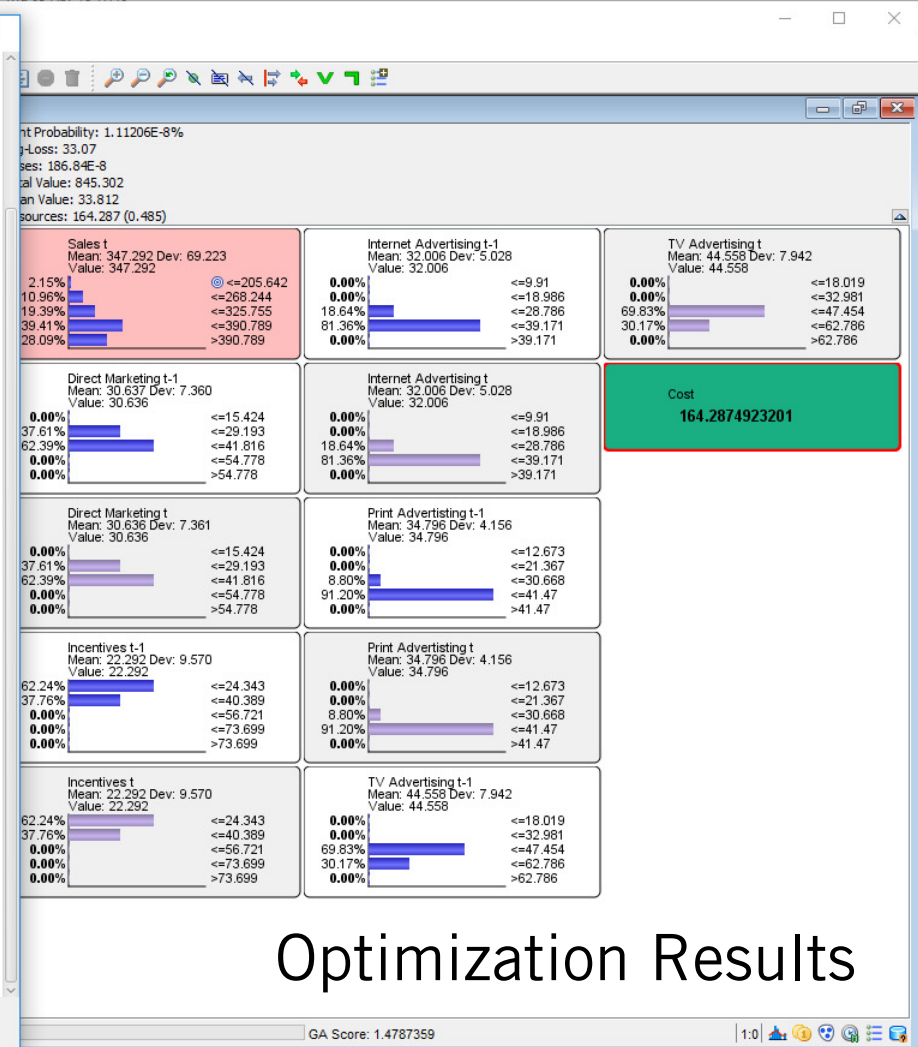 nt Probability: 1.11206E-8%
g-Loss: 33.07
ses: 186.84E-8
tal Value: 845.302
an Value: 33.812
sources: 164.287 (0.485)
Sales t
Mean: 347.292 Dev: 69.223
Value: 347.292
2.15% <=205.642
10.96% <=268.244
19.39% <=325.755
39.41% <=390.789
28.09% >390.789
Direct Marketing t-1
Mean: 30.637 Dev: 7.360
Value: 30.636
0.00% <=15.424
37.61% <=29.193
62.39% <=41.816
0.00% <=54.778
0.00% >54.778
Direct Marketing t
Mean: 30.636 Dev: 7.361
Value: 30.636
0.00% <=15.424
37.61% <=29.193
62.39% <=41.816
0.00% <=54.778
0.00% >54.778
Incentives t-1
Mean: 22.292 Dev: 9.570
Value: 22.292
62.24% <=24.343
37.76% <=40.389
0.00% <=56.721
0.00% <=73.699
0.00% >73.699
Incentives t
Mean: 22.292 Dev: 9.570
Value: 22.292
62.24% <=24.343
37.76% <=40.389
0.00% <=56.721
0.00% <=73.699
0.00% >73.699
Internet Advertising t-1
Mean: 32.006 Dev: 5.028
Value: 32.006
0.00% <=9.91
0.00% <=18.986
18.64% <=28.786
81.36% <=39.171
0.00% >39.171
Internet Advertising t
Mean: 32.006 Dev: 5.028
Value: 32.006
0.00% <=9.91
0.00% <=18.986
18.64% <=28.786
81.36% <=39.171
0.00% >39.171
Print Advertising t-1
Mean: 34.796 Dev: 4.156
Value: 34.796
0.00% <=12.673
0.00% <=21.367
8.80% <=30.668
91.20% <=41.47
0.00% >41.47
Print Advertisting t
Mean: 34.796 Dev: 4.156
Value: 34.796
0.00% <=12.673
0.00% <=21.367
8.80% <=30.668
91.20% <=41.47
0.00% >41.47
TV Advertising t-1
Mean: 44.558 Dev: 7.942
Value: 44.558
0.00% <=18.019
0.00% <=32.981
69.83% <=47.454
30.17% <=62.786
0.00% >62.786
TV Advertising t
Mean: 44.558 Dev: 7.942
Value: 44.558
0.00% <=18.019
0.00% <=32.981
69.83% <=47.454
30.17% <=62.786
0.00% >62.786
Cost
164.2874923201
Optimization Results
GA Score: 1.4787359
1:0